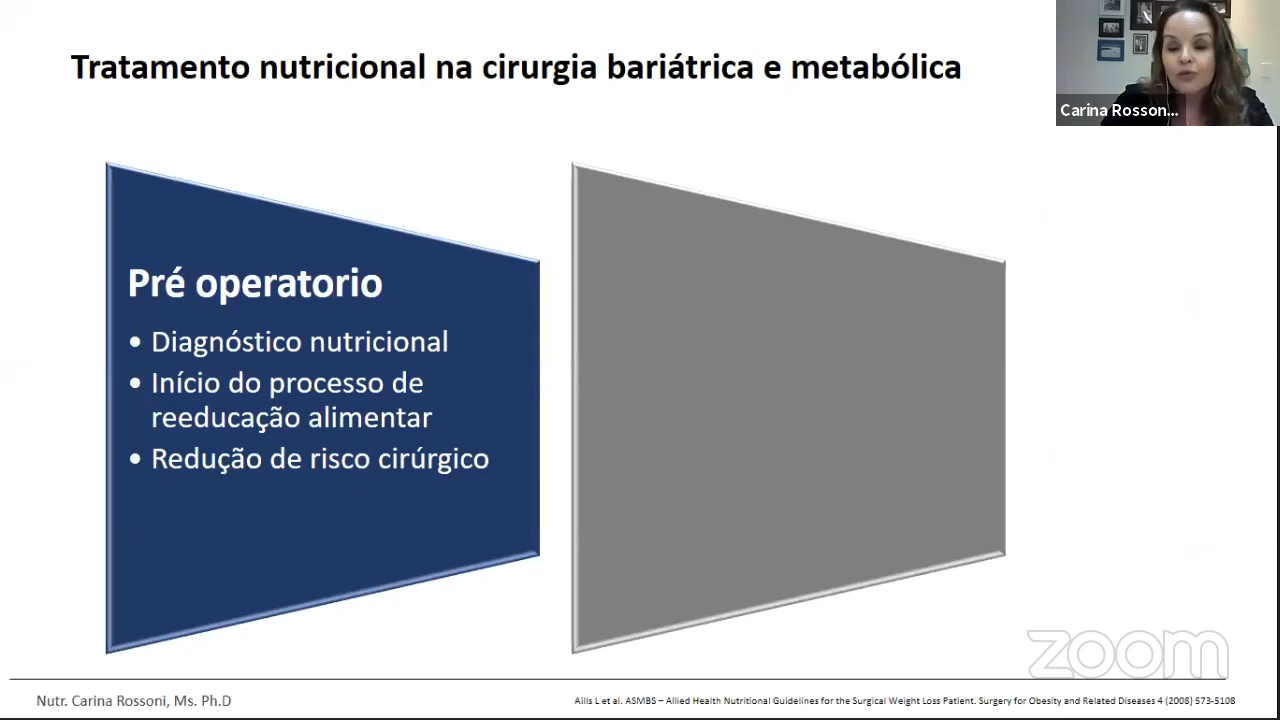 Tratamento nutricional na cirurgia bariátrica e metabólica
Carina Rosson...
Pré operatorio
• Diagnóstico nutricional
• Início do processo de
reeducação alimentar
• Redução de risco cirúrgico
zoom
Nutr. Carina Rossoni, Ms. Ph.D
Aills L et al. ASMBS – Allied Health Nutritional Guidelines for the Surgical Weight Loss Patient. Surgery for Obesity and Related Diseases 4 (2008) 573-5108